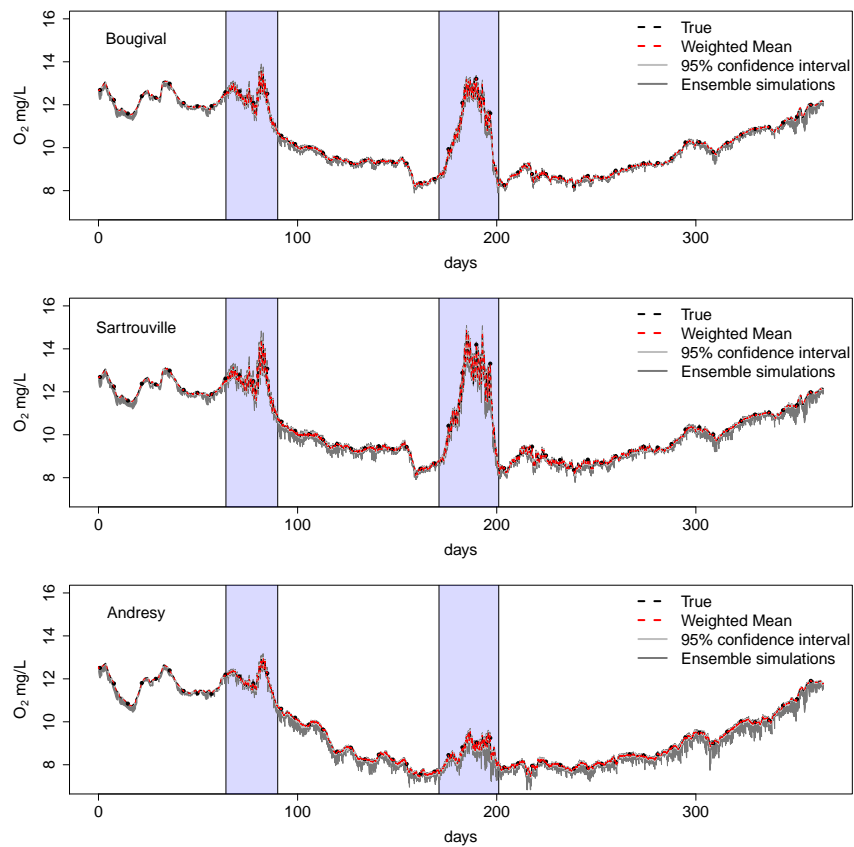 Bougival
True
Weighted Mean
95% confidence interval
Ensemble simulations
O₂ mg/L
16
14
12
10
8
0 100 200 300
days
Sartrouville
True
Weighted Mean
95% confidence interval
Ensemble simulations
O₂ mg/L
16
14
12
10
8
0 100 200 300
days
Andresy
True
Weighted Mean
95% confidence interval
Ensemble simulations
O₂ mg/L
16
14
12
10
8
0 100 200 300
days